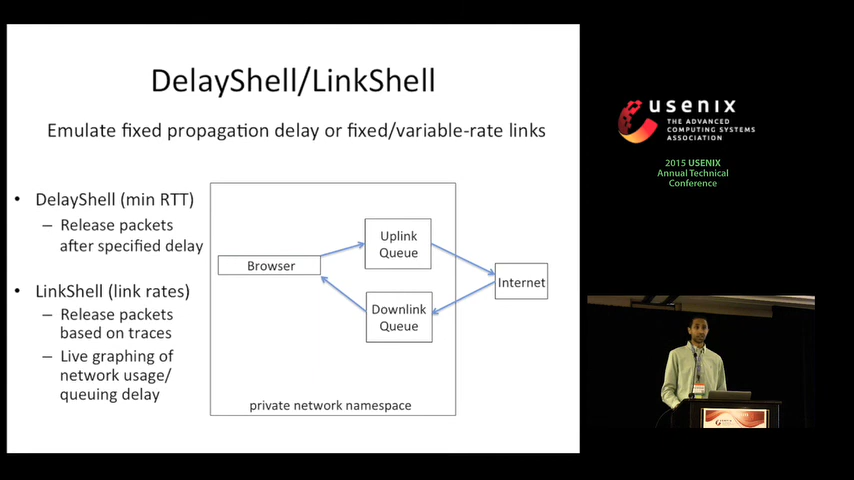 DelayShell/LinkShell
Emulate fixed propagation delay or fixed/variable-rate links
• DelayShell (min RTT)
– Release packets
after specified delay
• LinkShell (link rates)
– Release packets
based on traces
– Live graphing of
network usage/
queuing delay
Browser
Uplink
Queue
Downlink
Queue
Internet
private network namespace
usenix
THE ADVANCED
COMPUTING SYSTEMS
ASSOCIATION
2015 USENIX
Annual Technical
Conference